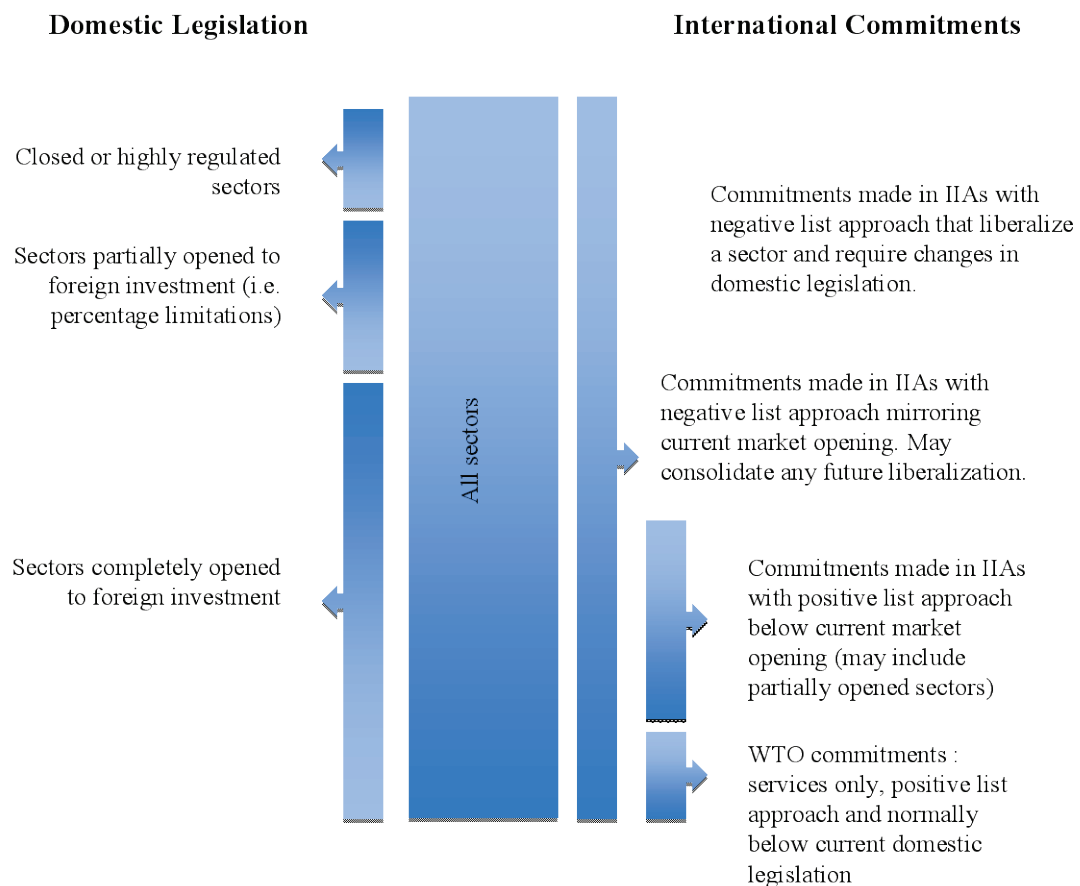 Domestic Legislation
International Commitments
Closed or highly regulated
sectors
Sectors partially opened to
foreign investment (i.e.
percentage limitations)
Sectors completely opened
to foreign investment
All sectors
Commitments made in IIAs with
negative list approach that liberalize
a sector and require changes in
domestic legislation.
Commitments made in IIAs with
negative list approach mirroring
current market opening. May
consolidate any future liberalization.
Commitments made in IIAs
with positive list approach
below current market
opening (may include
partially opened sectors)
WTO commitments :
services only, positive list
approach and normally
below current domestic
legislation